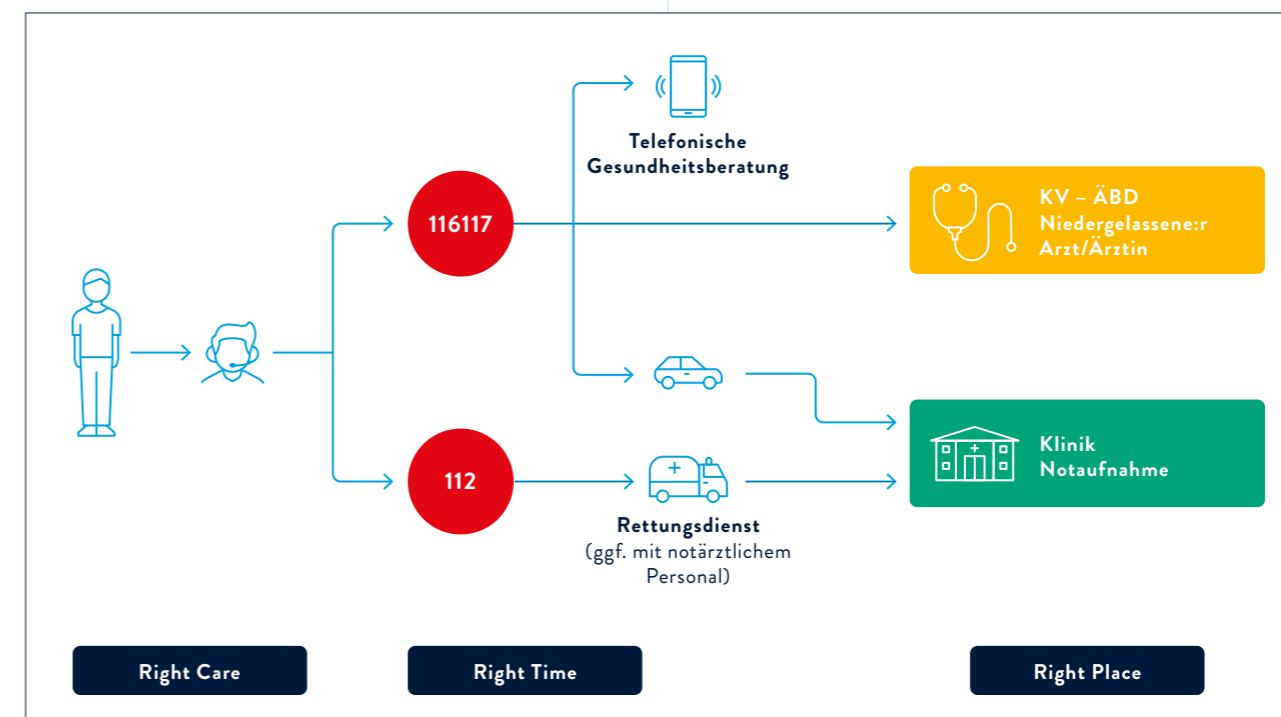 Telefonische
Gesundheitsberatung
116117
KV – ÄBD
Niedergelassene:r
Arzt/Ärztin
112
Rettungsdienst
(ggf. mit notärztlichem
Personal)
Klinik
Notaufnahme
Right Care
Right Time
Right Place